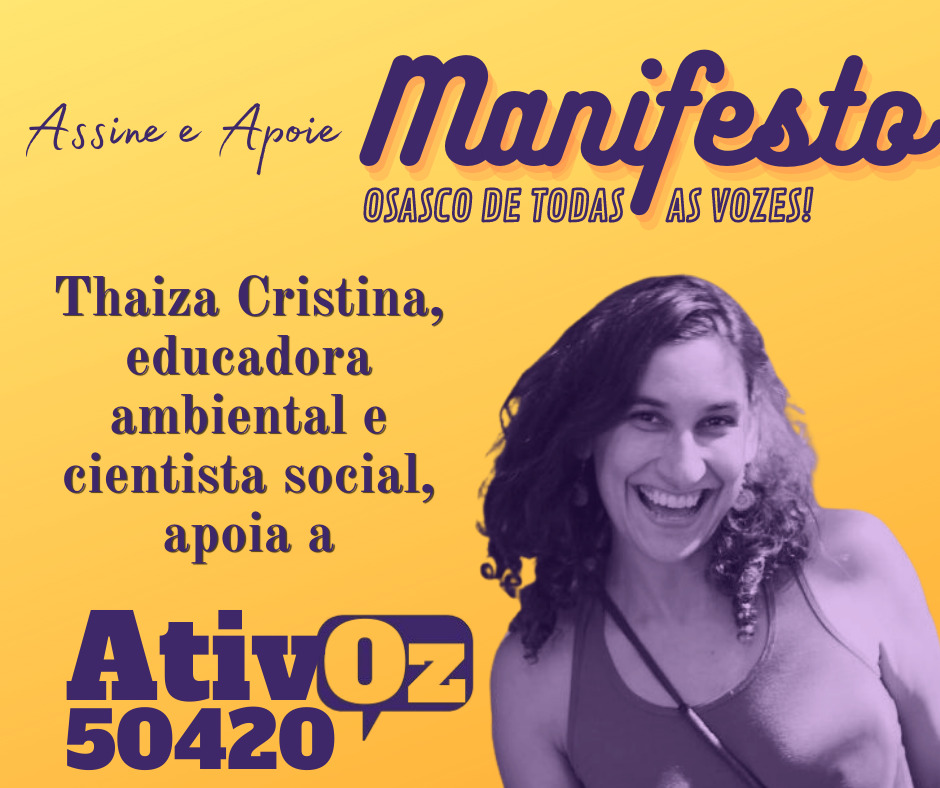 Assine e Apoie Manifesto
OSASCO DE TODAS AS VOZES!
Thaiza Cristina,
educadora
ambiental e
cientista social,
apoia a
AtivOz
50420